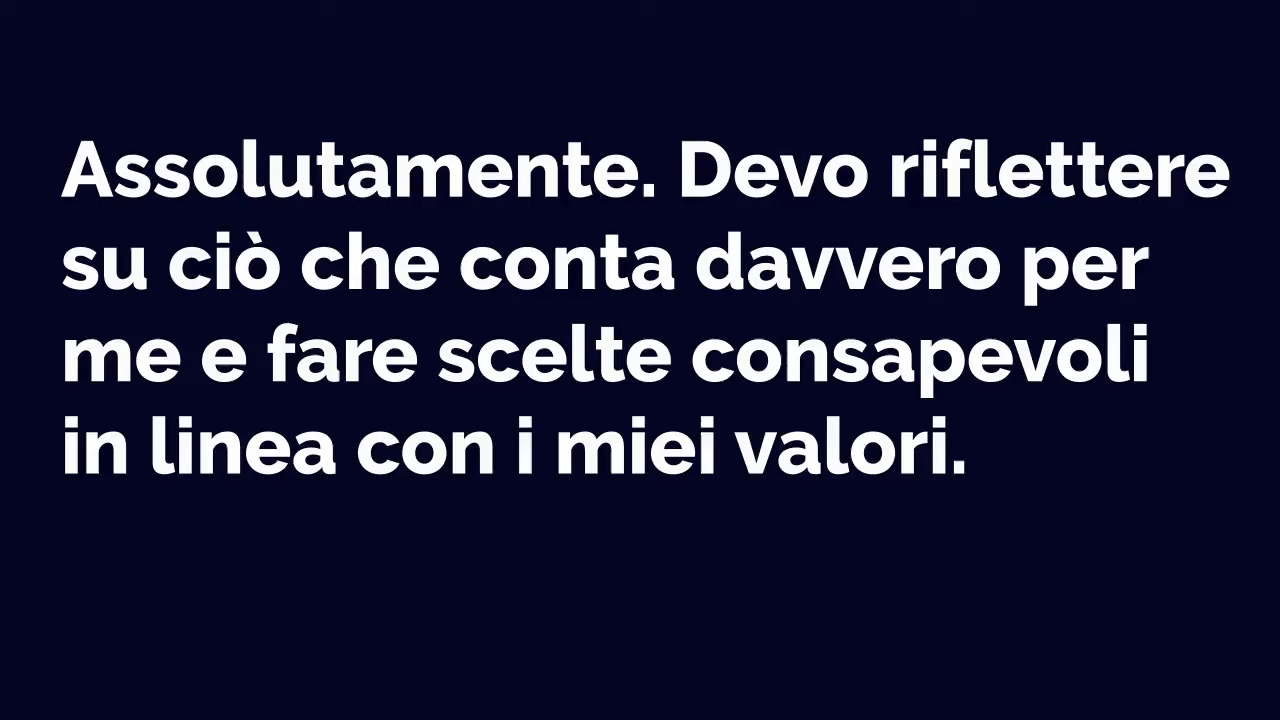 Assolutamente. Devo riflettere
su ciò che conta davvero per
me e fare scelte consapevoli
in linea con i miei valori.